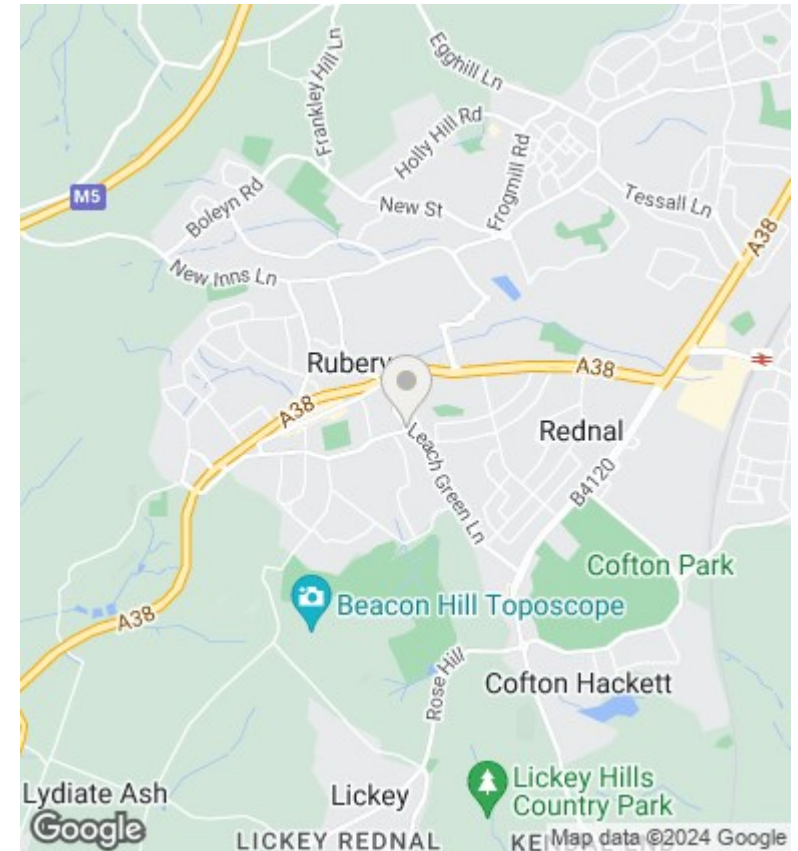 Egghill Ln
Frankley Hill Ln
Holly Hill Rd
Frogmill Rd
M5
Boleyn Rd
New St
Tessall Ln
A38
New Inns Ln
Rubery
A38
A38
Rednal
Leach Green Ln
B4120
Cofton Park
Beacon Hill Toposcope
A38
Rose Hill
Cofton Hackett
Lydiate Ash
Lickey
Lickey Hills
Country Park
Google
LICKEY REDNAL
Map data ©2024 Google